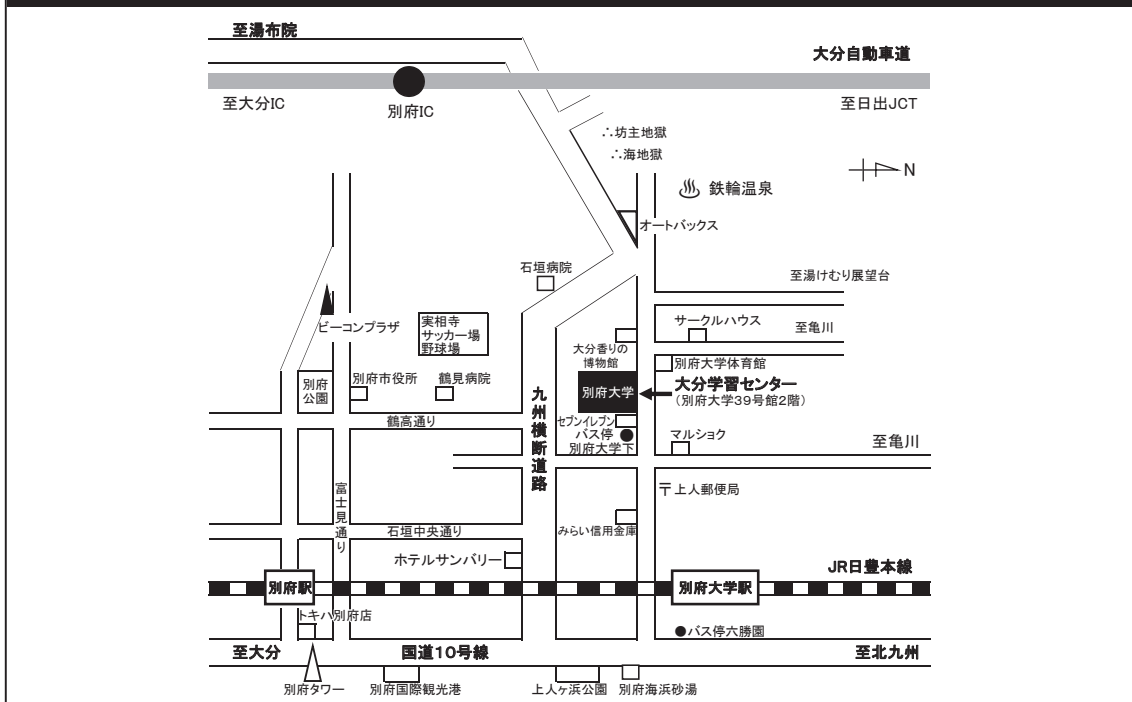 至湯布院
大分自動車道
至大分IC
別府IC
至日出JCT
∴坊主地獄
∴海地獄
N
鉄輪温泉
オートバックス
石垣病院
至湯けむり展望台
ビーコンプラザ
実相寺
サッカー場
野球場
サークルハウス
至亀川
大分香りの
博物館
別府大学体育館
別府
公園
別府市役所
鶴見病院
別府大学
大分学習センター
(別府大学39号館2階)
九州横断道路
鶴高通り
セブンイレブン
バス停
別府大学下
マルショク
至亀川
富士見通り
〒上人郵便局
石垣中央通り
みらい信用金庫
ホテルサンバリー
JR日豊本線
別府駅
別府大学駅
トキハ別府店
●バス停六勝園
至大分
国道10号線
至北九州
別府タワー
別府国際観光港
上人ヶ浜公園
別府海浜砂湯